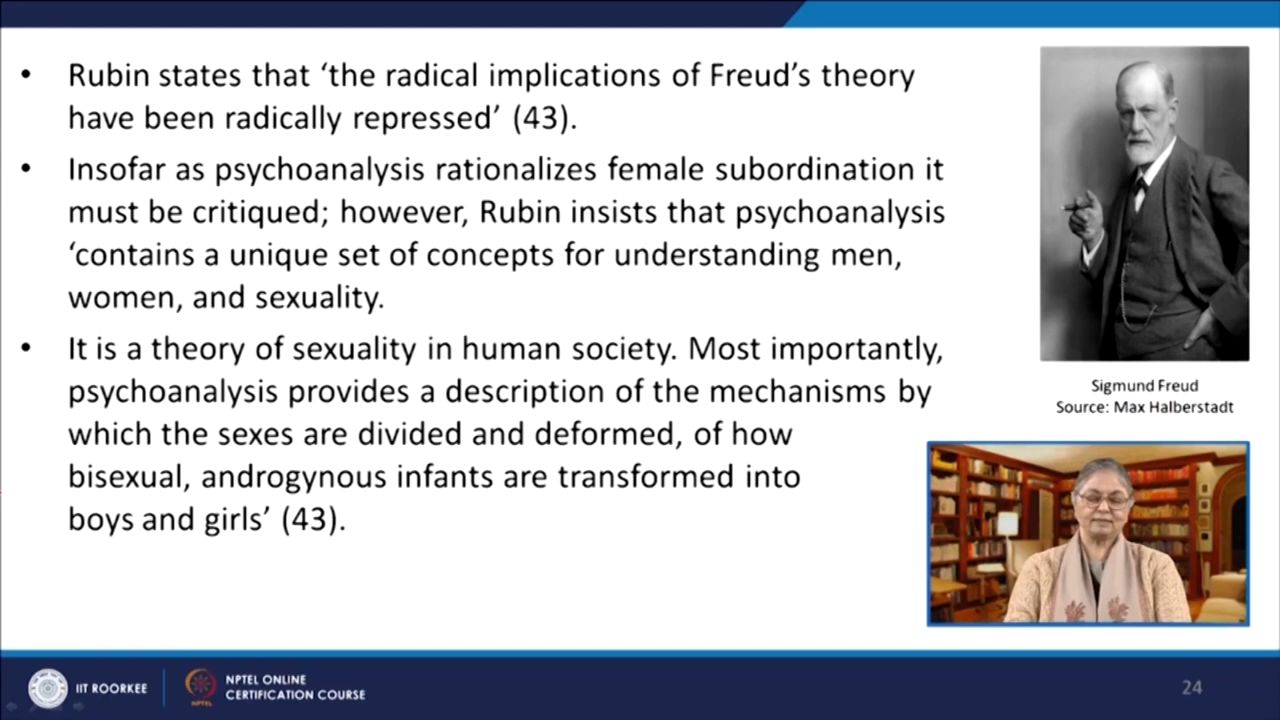 • Rubin states that ‘the radical implications of Freud’s theory
have been radically repressed’ (43).
• Insofar as psychoanalysis rationalizes female subordination it
must be critiqued; however, Rubin insists that psychoanalysis
‘contains a unique set of concepts for understanding men,
women, and sexuality.
• It is a theory of sexuality in human society. Most importantly,
psychoanalysis provides a description of the mechanisms by
which the sexes are divided and deformed, of how
bisexual, androgynous infants are transformed into
boys and girls’ (43).
Sigmund Freud
Source: Max Halberstadt
IIT ROORKEE
NPTEL
NPTEL ONLINE
CERTIFICATION COURSE
24